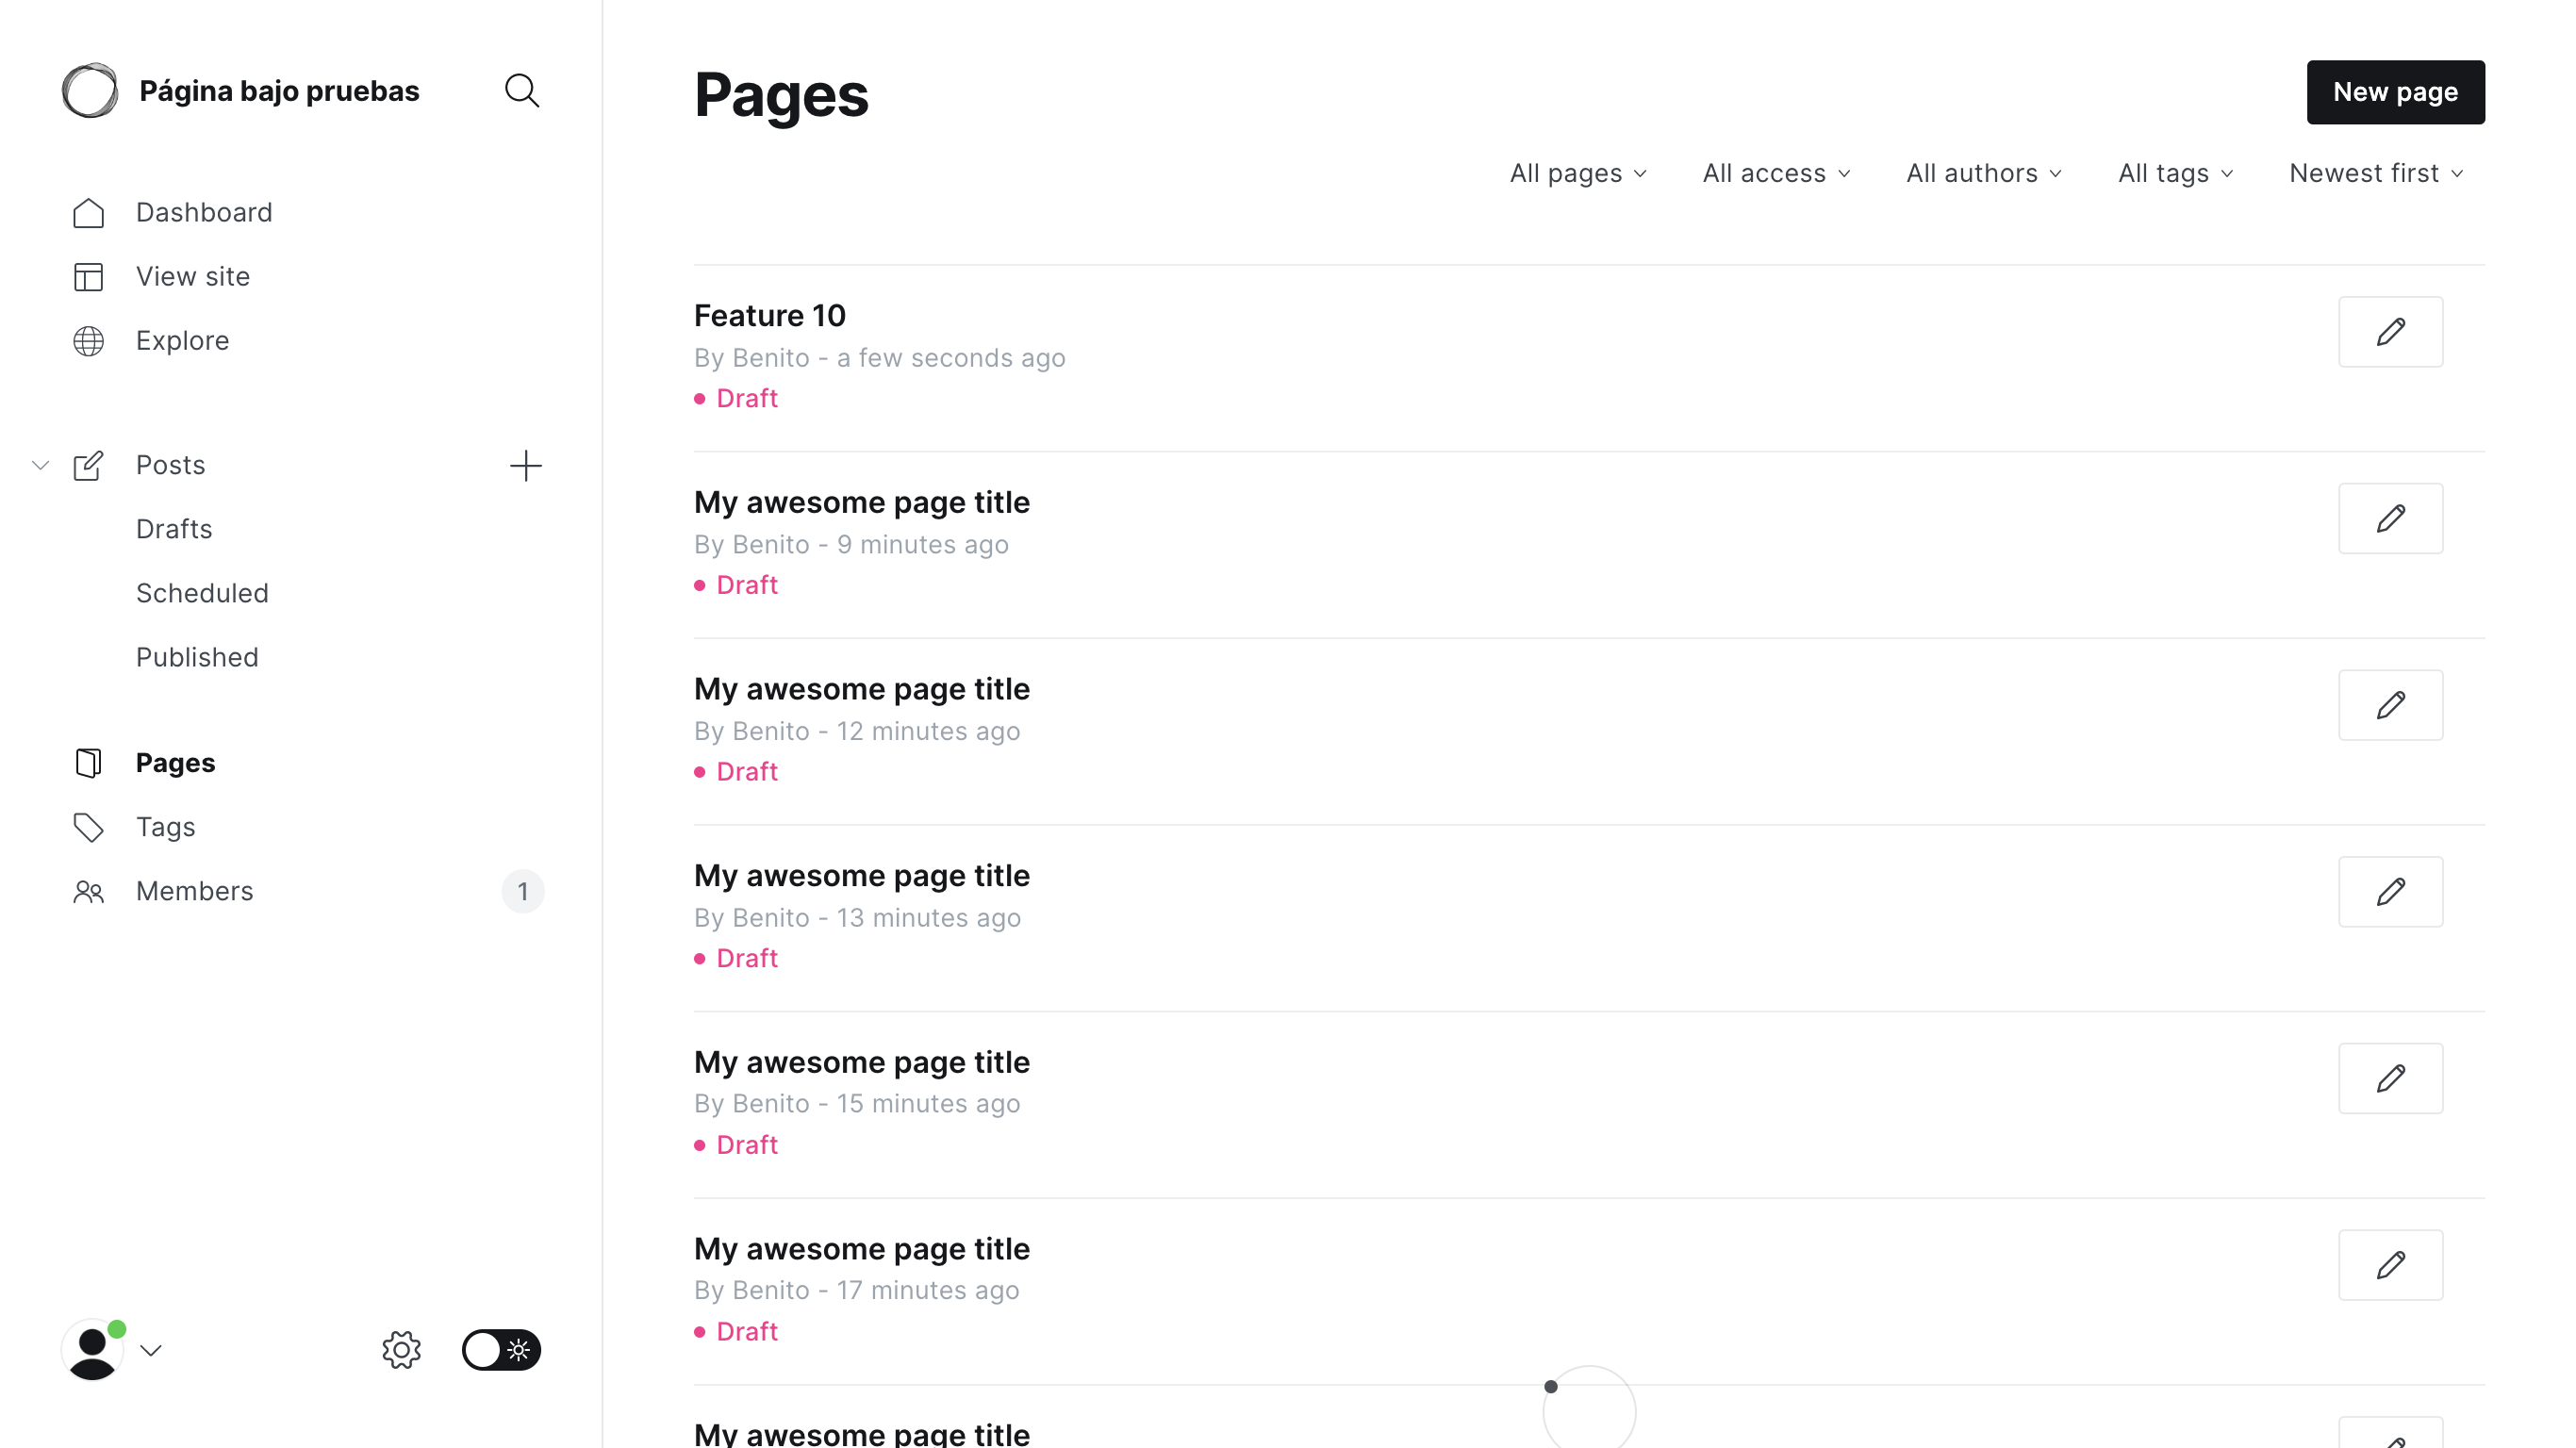 Página bajo pruebas
Dashboard
View site
Explore
Posts
Drafts
Scheduled
Published
Pages
Tags
Members 1
Pages
New page
All pages All access All authors All tags Newest first
Feature 10
By Benito - a few seconds ago
Draft
My awesome page title
By Benito - 9 minutes ago
Draft
My awesome page title
By Benito - 12 minutes ago
Draft
My awesome page title
By Benito - 13 minutes ago
Draft
My awesome page title
By Benito - 15 minutes ago
Draft
My awesome page title
By Benito - 17 minutes ago
Draft
My awesome page title